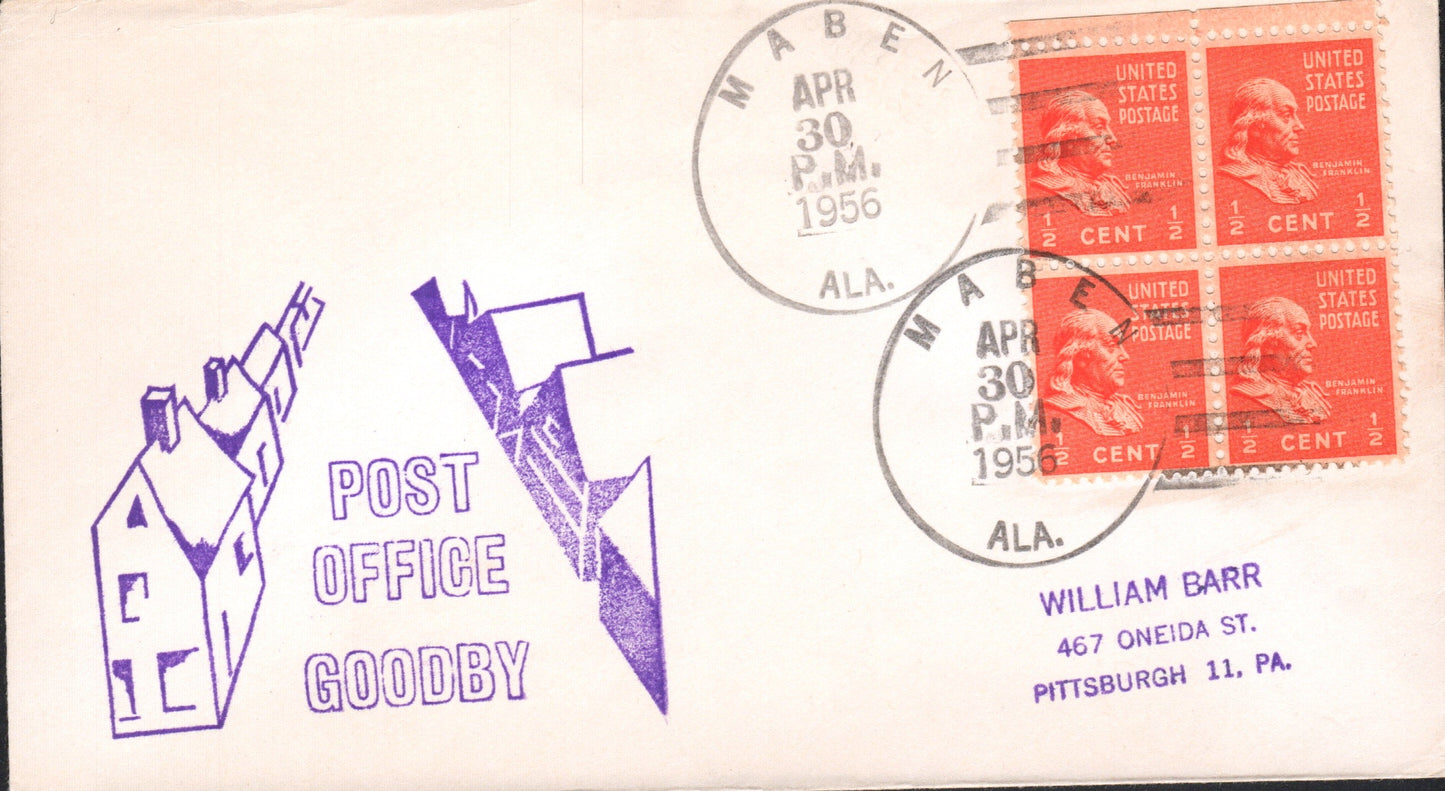 MABEN
APR
30
P.M.
1956
ALA.
MABEN
APR
30
P.M.
1956
ALA.
UNITED
STATES
POSTAGE
BENJAMIN
FRANKLIN
1/2 CENT 1/2
UNITED
STATES
POSTAGE
BENJAMIN
FRANKLIN
1/2 CENT 1/2
UNITED
STATES
POSTAGE
BENJAMIN
FRANKLIN
1/2 CENT 1/2
UNITED
STATES
POSTAGE
BENJAMIN
FRANKLIN
1/2 CENT 1/2
POST
OFFICE
GOODBY
WILLIAM BARR
467 ONEIDA ST.
PITTSBURGH 11, PA.